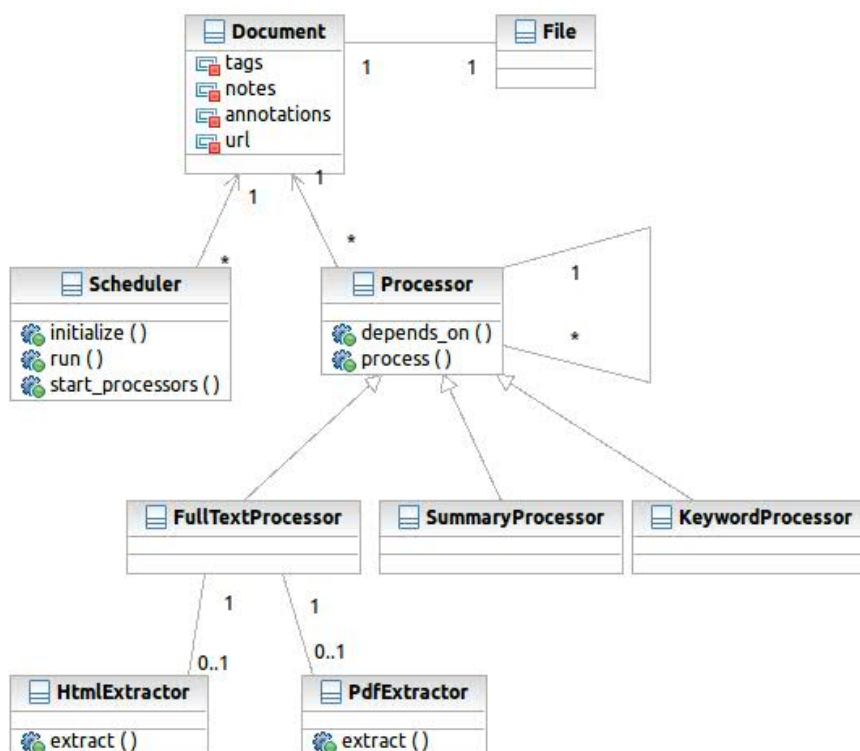 Document
File
tags
notes
annotations
url
1
1
1
1
*
*
Scheduler
Processor
1
initialize ( )
run ( )
start_processors ( )
depends_on ( )
process ( )
*
FullTextProcessor
SummaryProcessor
KeywordProcessor
1
1
0..1
0..1
HtmlExtractor
PdfExtractor
extract ( )
extract ( )